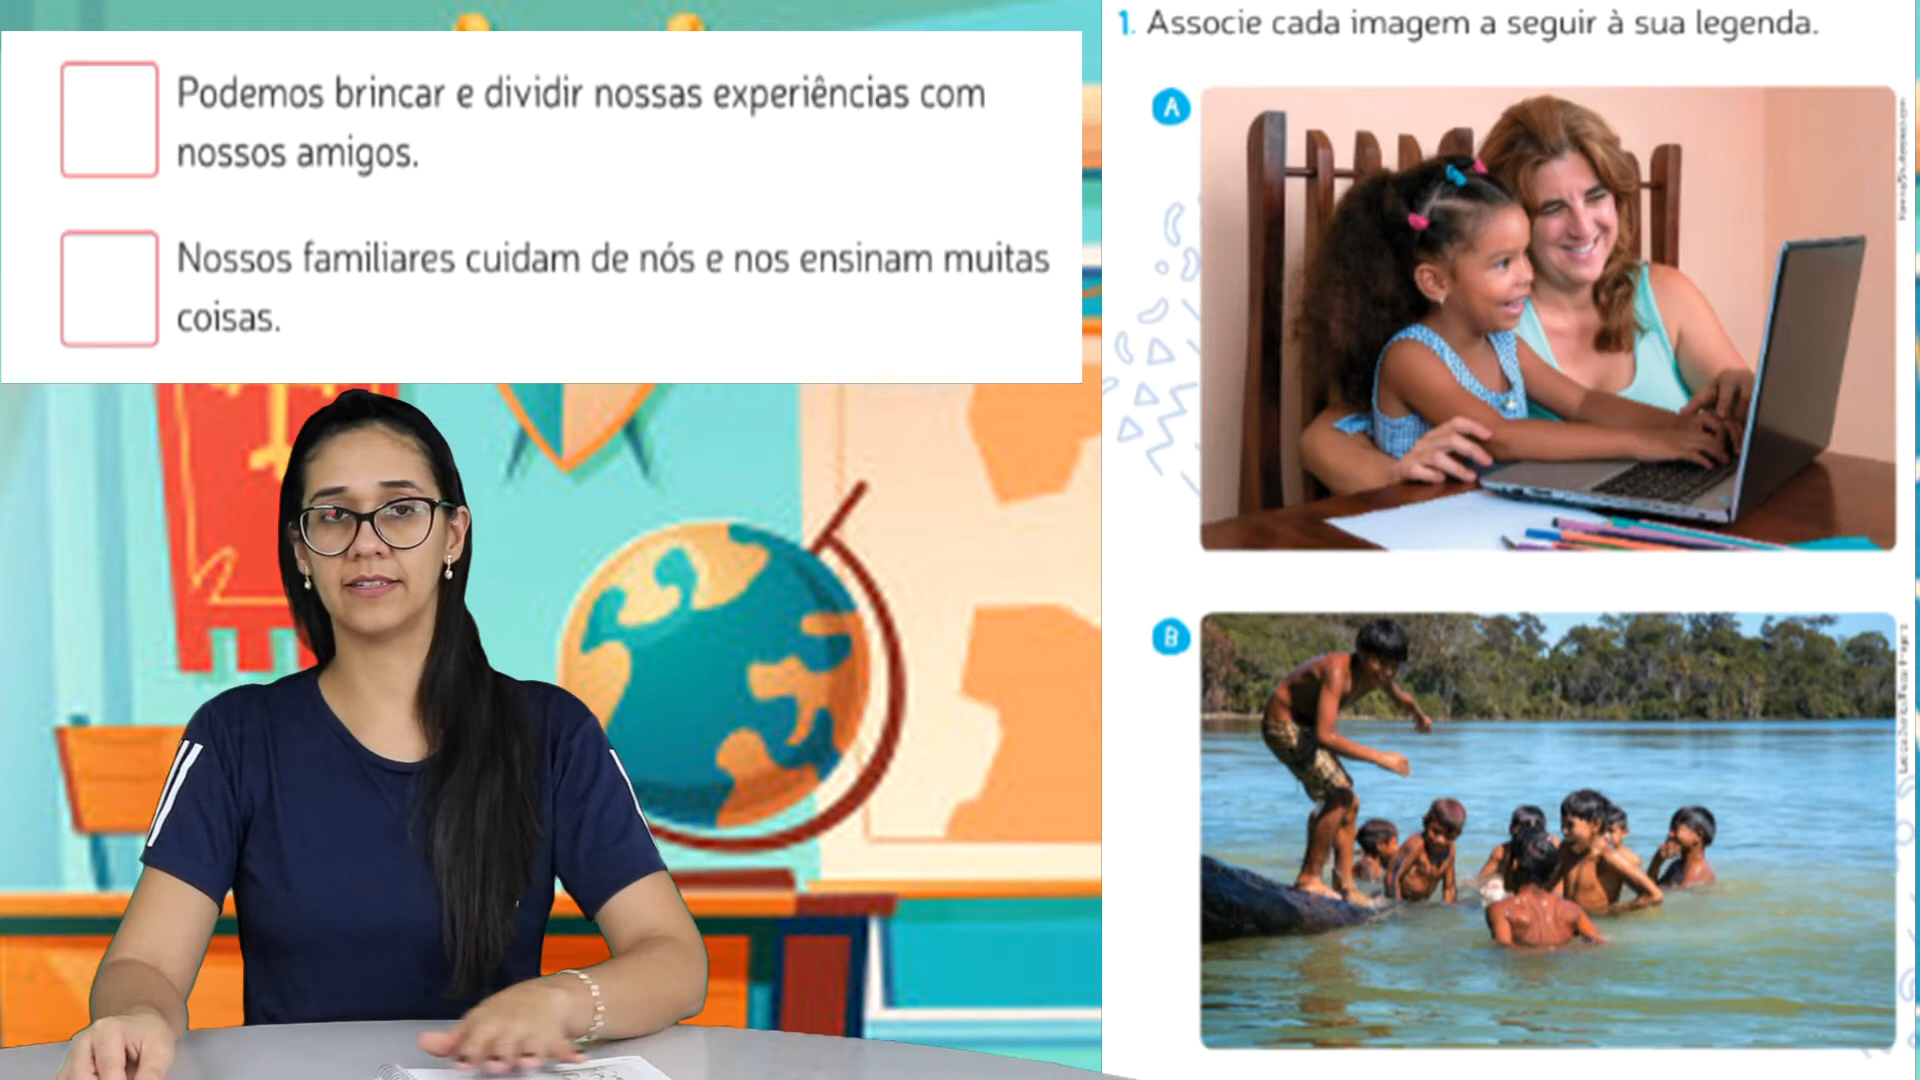 Podemos brincar e dividir nossas experiências com
nossos amigos.
Nossos familiares cuidam de nós e nos ensinam muitas
coisas.
1. Associe cada imagem a seguir à sua legenda.
A
B